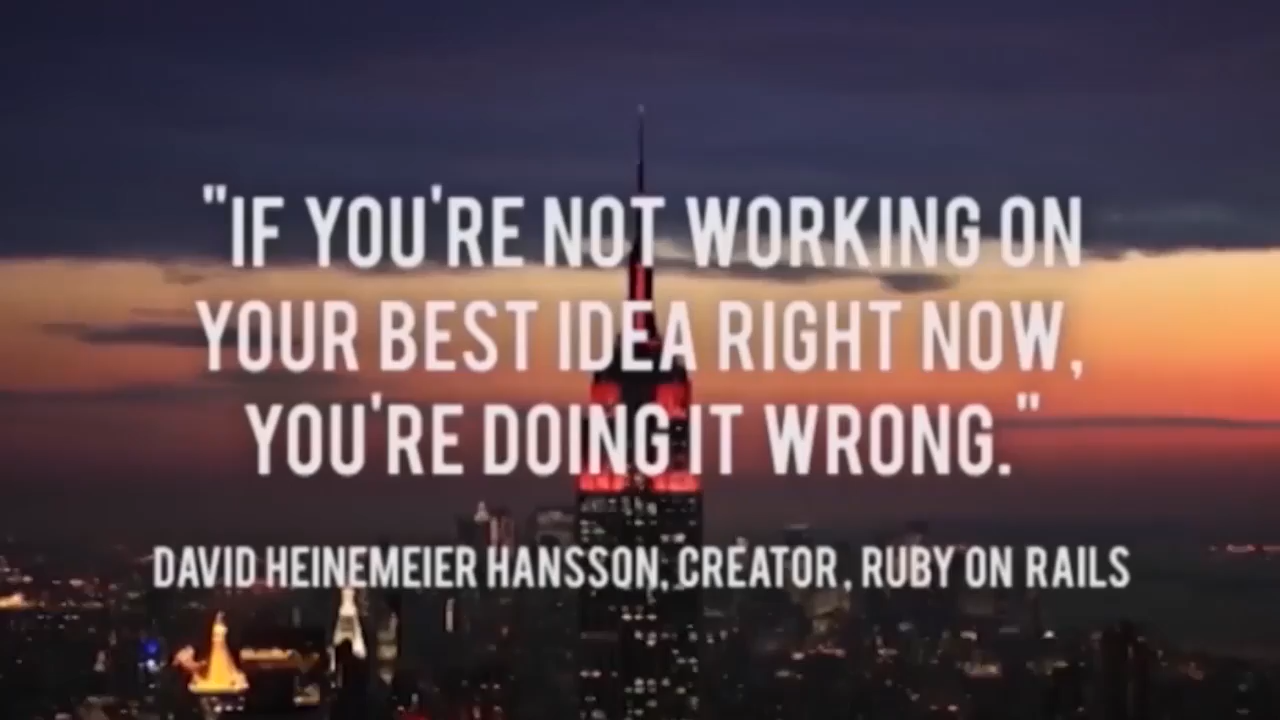 "IF YOU'RE NOT WORKING ON
YOUR BEST IDEA RIGHT NOW,
YOU'RE DOING IT WRONG."
DAVID HEINEMEIER HANSSON, CREATOR, RUBY ON RAILS